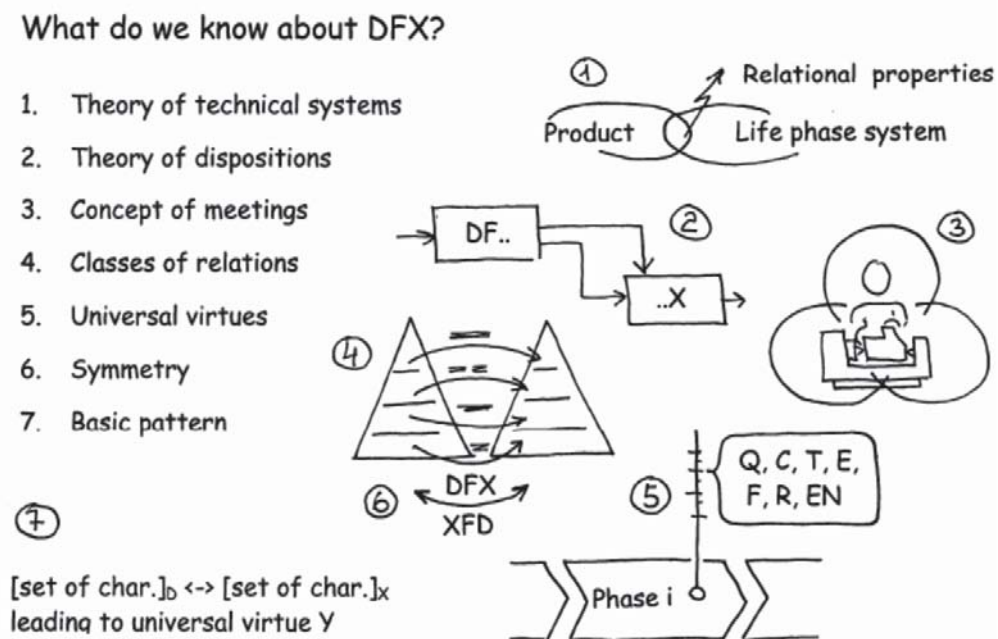 What do we know about DFX?
1. Theory of technical systems
2. Theory of dispositions
3. Concept of meetings
4. Classes of relations
5. Universal virtues
6. Symmetry
7. Basic pattern
1
Relational properties
Product
Life phase system
DF..
2
..X
3
4
6
DFX
XFD
5
Q, C, T, E,
F, R, EN
Phase i
7
[set of char.]D <-> [set of char.]X
leading to universal virtue Y